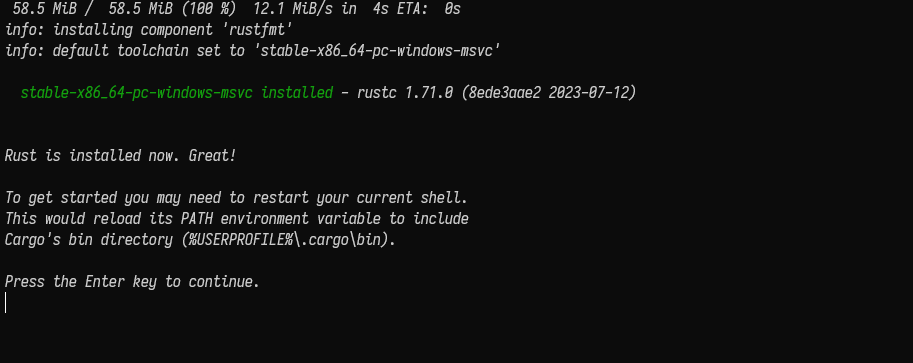 58.5 MiB /  58.5 MiB (100 %)  12.1 MiB/s in  4s ETA:  0s
info: installing component 'rustfmt'
info: default toolchain set to 'stable-x86_64-pc-windows-msvc'
stable-x86_64-pc-windows-msvc installed - rustc 1.71.0 (8ede3aae2 2023-07-12)
Rust is installed now. Great!
To get started you may need to restart your current shell.
This would reload its PATH environment variable to include
Cargo's bin directory (%USERPROFILE%\.cargo\bin).
Press the Enter key to continue.